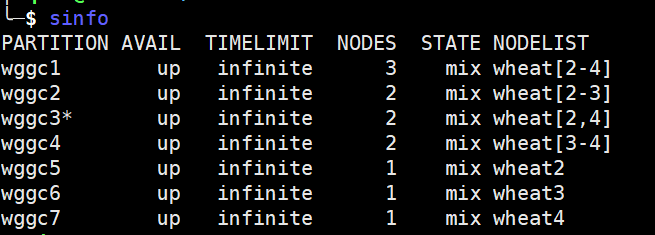 $ sinfo
PARTITION AVAIL TIMELIMIT NODES STATE NODELIST
wggc1 up infinite 3 mix wheat[2-4]
wggc2 up infinite 2 mix wheat[2-3]
wggc3* up infinite 2 mix wheat[2,4]
wggc4 up infinite 2 mix wheat[3-4]
wggc5 up infinite 1 mix wheat2
wggc6 up infinite 1 mix wheat3
wggc7 up infinite 1 mix wheat4